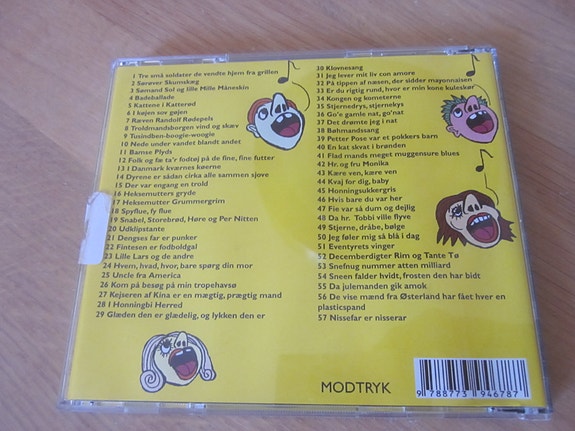 1 Tre små soldater de vendte hjem fra grillen
2 Sørøver Skumskæg
3 Sømand Sol og lille Mille Måneskin
4 Badeballade
5 Kattene i Katterød
6 I højen sov gøjen
7 Ræven Randolf Rødepels
8 Troldmandsborgen vind og skæv
9 Tusindben-boogie-woogie
10 Nede under vandet blandt andet
11 Bamse Plyds
12 Folk og fæ ta'r fodtøj på de fine, fine futter
13 I Danmark kværnes køerne
14 Dyrene er sådan cirka alle sammen sjove
15 Der var engang en trold
16 Heksemutters gryde
17 Heksemutter Grummergrim
18 Spyflue, fy flue
19 Snabel, Storebrød, Høre og Per Nitten
20 Udklipstante
21 Dengses far er punker
22 Fintesen er fodboldgal
23 Lille Lars og de andre
24 Hvem, hvad, hvor, bare spørg din mor
25 Uncle fra America
26 Kom på besøg på min tropehavsø
27 Kejseren af Kina er en mægtig, prægtig mand
28 I Honningbi Herred
29 Glæden den er glædelig, og lykken den er
30 Klovnesang
31 Jeg lever mit liv con amore
32 På tippen af næsen, der sidder mayonnaisen
33 Er du rigtig rund, hvor er min kone kuleskør
34 Kongen og kometerne
35 Stjernedrys, stjernekys
36 Go'e gamle nat, go'nat
37 Det drømte jeg i nat
38 Bøhmandssang
39 Petter Pose var et pokkers barn
40 En kat skvat i brønden
41 Flad mands meget muggensure blues
42 Hr. og fru Monika
43 Kære ven, kære ven
44 Kvaj for dig, baby
45 Honningsukkergris
46 Hvis bare du var her
47 Fie var så dum og dejlig
48 Da hr. Tobbi ville flyve
49 Stjerne, dråbe, bølge
50 Jeg føler mig så blå i dag
51 Eventyrets vinger
52 Decemberdigter Rim og Tante Tø
53 Snefnug nummer atten milliard
54 Sneen falder hvidt, frosten den har bidt
55 Da julemanden gik amok
56 De vise mænd fra Østerland har fået hver en
plasticspand
57 Nissefar er nisserar
MODTRYK
9 788773 946787